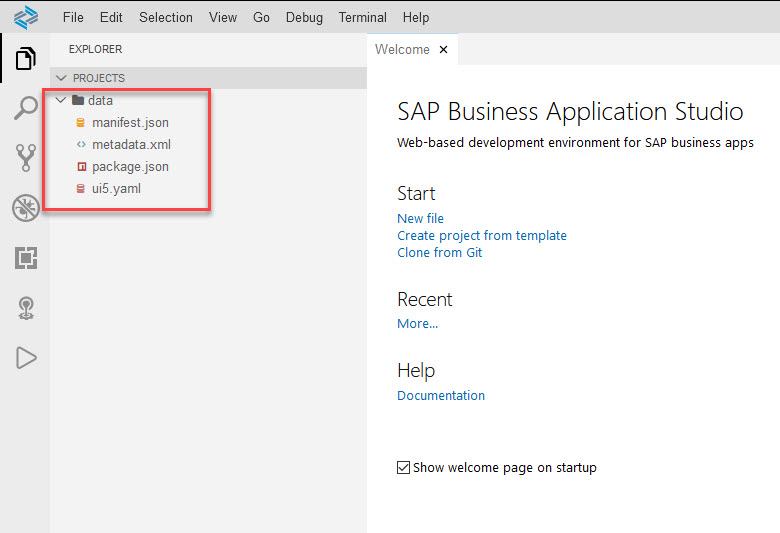 File Edit Selection View Go Debug Terminal Help
EXPLORER
PROJECTS
data
manifest.json
metadata.xml
package.json
ui5.yaml
Welcome
SAP Business Application Studio
Web-based development environment for SAP business apps
Start
New file
Create project from template
Clone from Git
Recent
More...
Help
Documentation
Show welcome page on startup